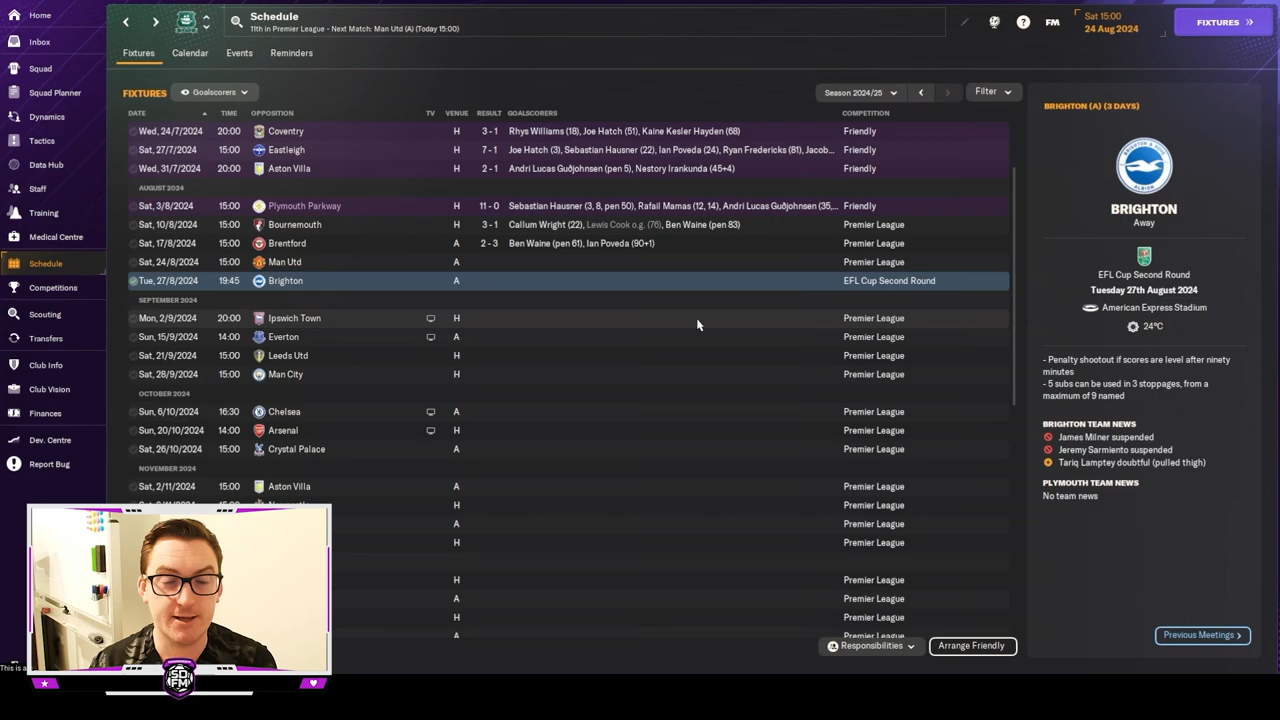 Home
Inbox
Squad
Squad Planner
Dynamics
Tactics
Data Hub
Staff
Training
Medical Centre
Schedule
Competitions
Scouting
Transfers
Club Info
Club Vision
Finances
Dev. Centre
Report Bug
This is a
Schedule
11th in Premier League - Next Match: Man Utd (A) (Today 15:00)
FM
Sat 15:00
24 Aug 2024
FIXTURES
Fixtures Calendar Events Reminders
FIXTURES Goalscorers Season 2024/25 Filter
DATE TIME OPPOSITION TV VENUE RESULT GOALSCORERS COMPETITION
Wed, 24/7/2024 20:00 Coventry H 3 - 1 Rhys Williams (18), Joe Hatch (51), Kaine Kesler Hayden (68) Friendly
Sat, 27/7/2024 15:00 Eastleigh H 7 - 1 Joe Hatch (3), Sebastian Hausner (22), Ian Poveda (24), Ryan Fredericks (81), Jacob... Friendly
Wed, 31/7/2024 20:00 Aston Villa H 2 - 1 Andri Lucas Guðjohnsen (pen 5), Nestory Irankunda (45+4) Friendly
AUGUST 2024
Sat, 3/8/2024 15:00 Plymouth Parkway H 11 - 0 Sebastian Hausner (3, 8, pen 50), Rafail Mamas (12, 14), Andri Lucas Guðjohnsen (35,... Friendly
Sat, 10/8/2024 15:00 Bournemouth H 3 - 1 Callum Wright (22), Lewis Cook o.g. (76), Ben Waine (pen 83) Premier League
Sat, 17/8/2024 15:00 Brentford A 2 - 3 Ben Waine (pen 61), Ian Poveda (90+1) Premier League
Sat, 24/8/2024 15:00 Man Utd A Premier League
Tue, 27/8/2024 19:45 Brighton A EFL Cup Second Round
SEPTEMBER 2024
Mon, 2/9/2024 20:00 Ipswich Town H Premier League
Sun, 15/9/2024 14:00 Everton A Premier League
Sat, 21/9/2024 15:00 Leeds Utd H Premier League
Sat, 28/9/2024 15:00 Man City H Premier League
OCTOBER 2024
Sun, 6/10/2024 16:30 Chelsea A Premier League
Sun, 20/10/2024 14:00 Arsenal H Premier League
Sat, 26/10/2024 15:00 Crystal Palace A Premier League
NOVEMBER 2024
Sat, 2/11/2024 15:00 Aston Villa A Premier League
H Premier League
A Premier League
H Premier League
H Premier League
A Premier League
H Premier League
A Premier League
Responsibilities Arrange Friendly
BRIGHTON (A) (3 DAYS)
BRIGHTON
Away
EFL Cup Second Round
Tuesday 27th August 2024
American Express Stadium
24°C
- Penalty shootout if scores are level after ninety
minutes
- 5 subs can be used in 3 stoppages, from a
maximum of 9 named
BRIGHTON TEAM NEWS
James Milner suspended
Jeremy Sarmiento suspended
Tariq Lamptey doubtful (pulled thigh)
PLYMOUTH TEAM NEWS
No team news
Previous Meetings
SD
FM